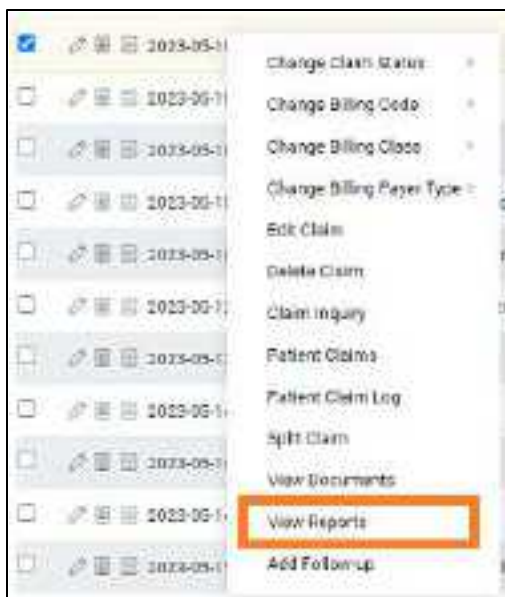 2023-05-1
Change Claim Status
2023-05-1
Change Billing Code
2023-05-1
Change Billing Class
2023-05-1
Change Billing Payer Type
Edit Claim
2023-05-1
Delete Claim
2023-05-1
Claim Inquiry
2023-05-1
Patient Claims
2023-05-1
Patient Claim Log
Split Claim
2023-05-1
View Documents
2023-05-1
View Reports
2023-05-1
Add Follow-up